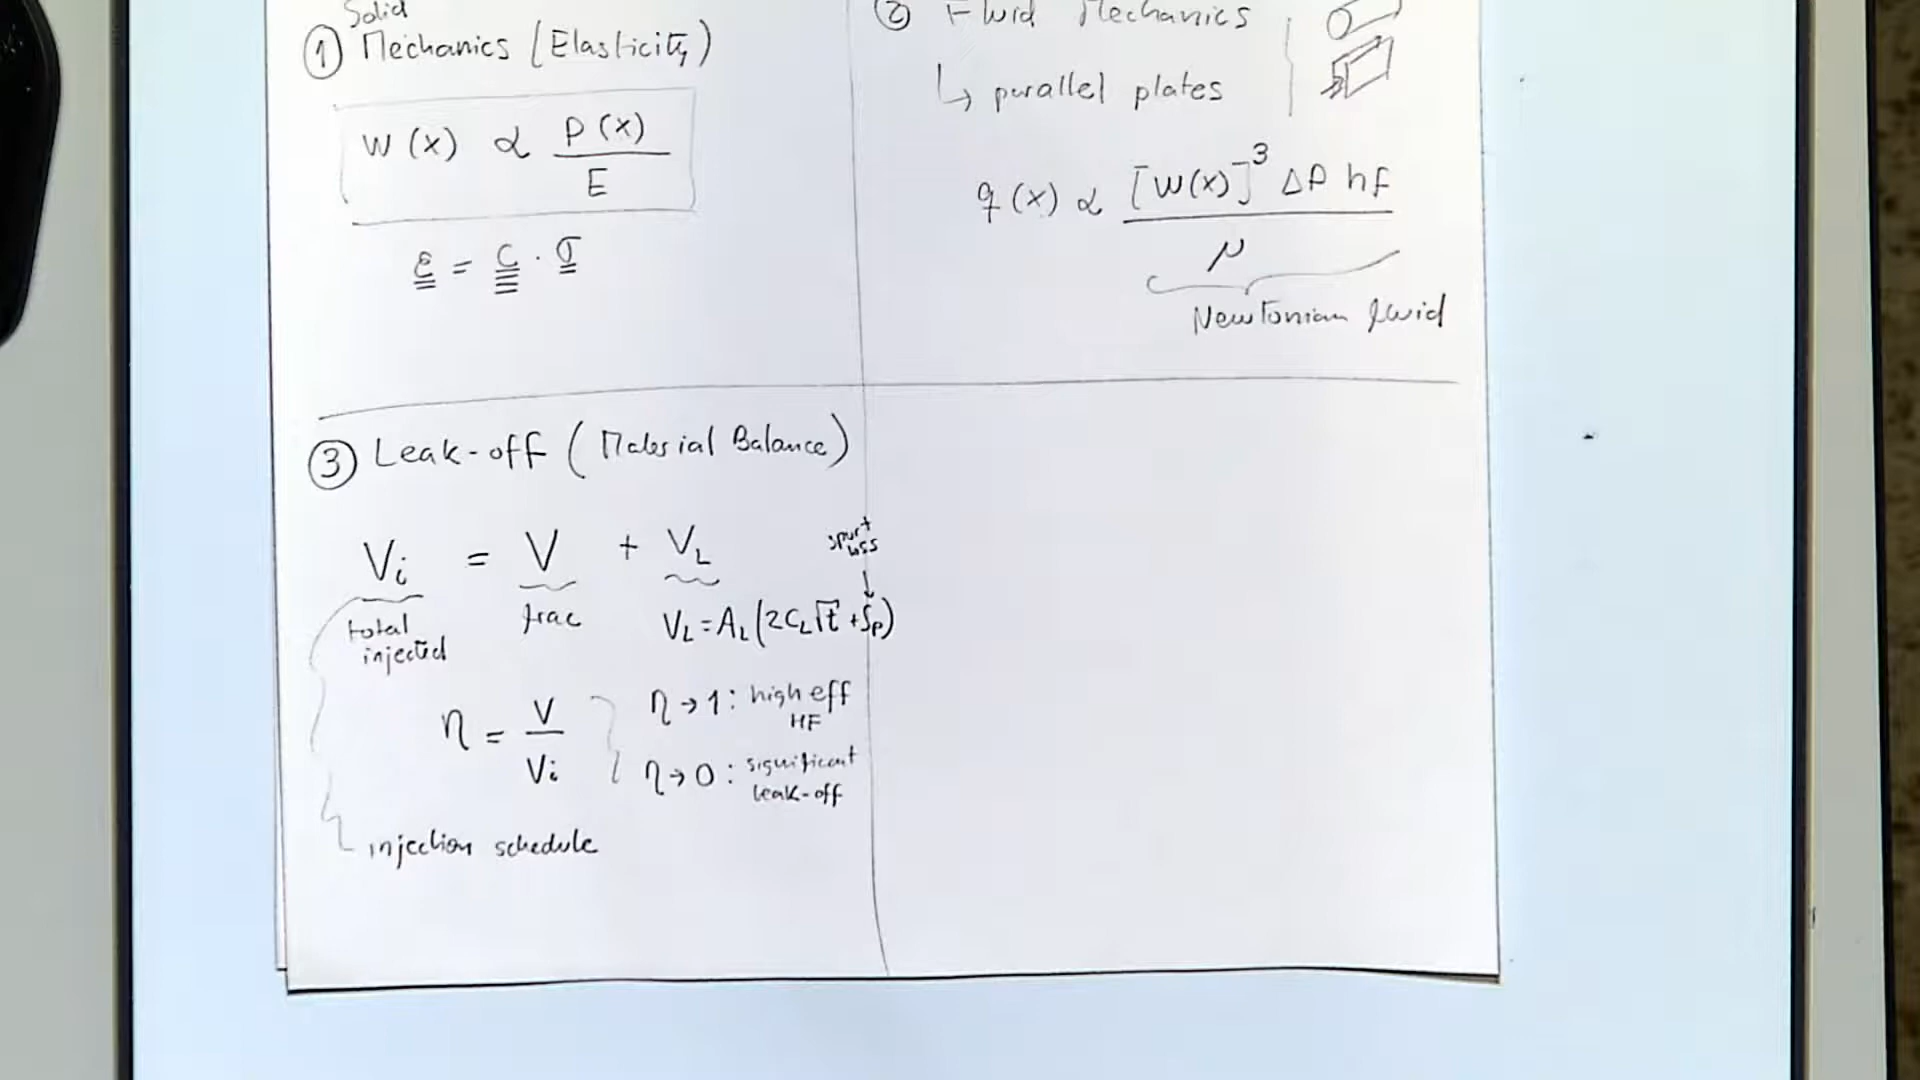 Solid
① Mechanics (Elasticity)
W(x) ∝ P(x) / E
ε = C · σ
② Fluid Mechanics
↳ parallel plates
q(x) ∝ [W(x)]³ ΔP hf / μ
Newtonian fluid
③ Leak-off (Material Balance)
Vi = V + VL
total injected
frac
spurt loss
VL = AL(2CL√t + Sp)
η = V / Vi
η → 1 : high eff HF
η → 0 : significant leak-off
injection schedule